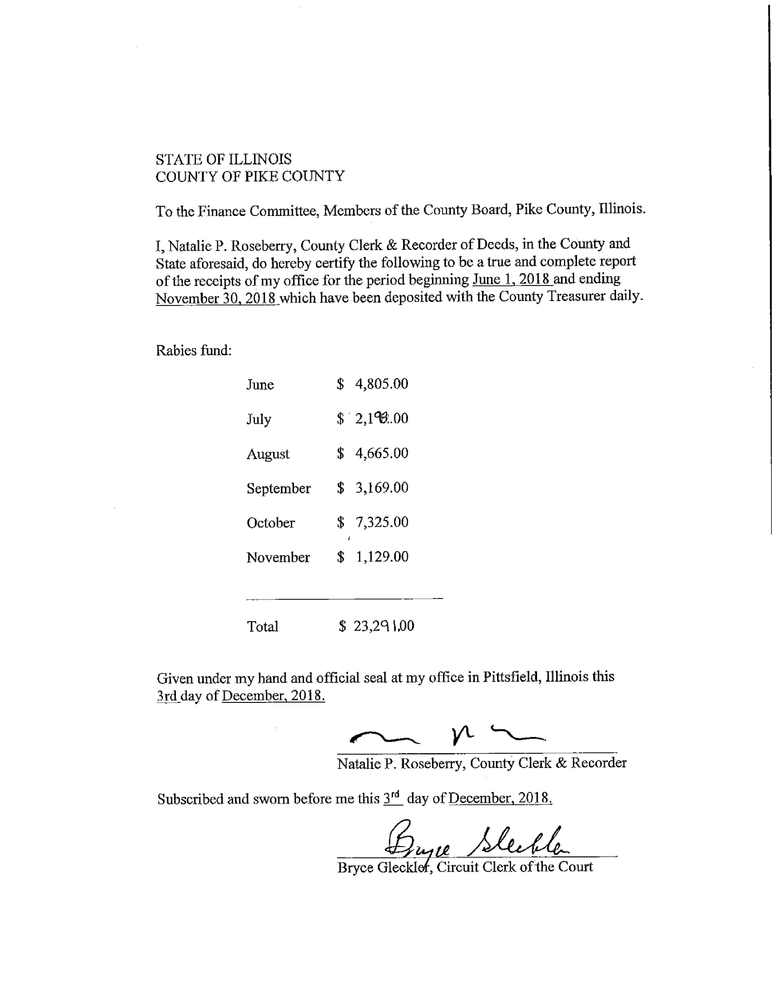 STATE OF ILLINOIS
COUNTY OF PIKE COUNTY
To the Finance Committee, Members of the County Board, Pike County, Illinois.
I, Natalie P. Roseberry, County Clerk & Recorder of Deeds, in the County and
State aforesaid, do hereby certify the following to be a true and complete report
of the receipts of my office for the period beginning June 1, 2018 and ending
November 30, 2018 which have been deposited with the County Treasurer daily.
Rabies fund:
June $ 4,805.00
July $ 2,198.00
August $ 4,665.00
September $ 3,169.00
October $ 7,325.00
November $ 1,129.00
Total $ 23,291.00
Given under my hand and official seal at my office in Pittsfield, Illinois this
3rd day of December, 2018.
Natalie P. Roseberry, County Clerk & Recorder
Subscribed and sworn before me this 3rd day of December, 2018.
Bryce Gleckler
Bryce Gleckler, Circuit Clerk of the Court